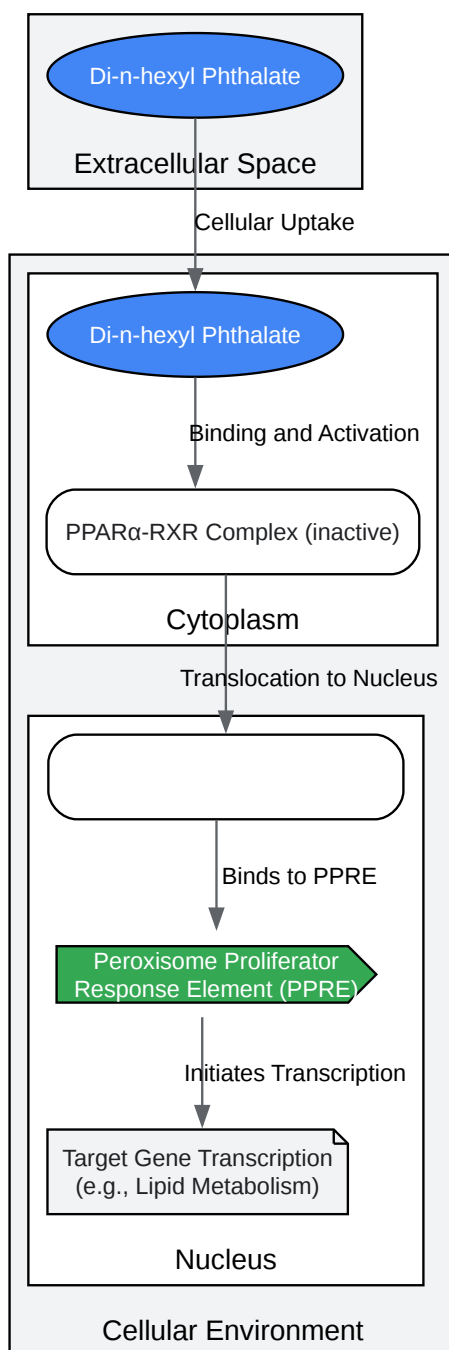 Di-n-hexyl Phthalate
Extracellular Space
Cellular Uptake
Di-n-hexyl Phthalate
Binding and Activation
PPARα-RXR Complex (inactive)
Cytoplasm
Translocation to Nucleus
Binds to PPRE
Peroxisome Proliferator
Response Element (PPRE)
Initiates Transcription
Target Gene Transcription
(e.g., Lipid Metabolism)
Nucleus
Cellular Environment